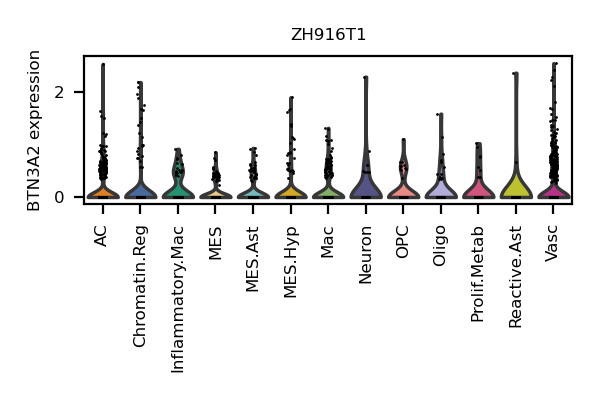 ZH916T1
BTN3A2 expression
2
0
AC
Chromatin.Reg
Inflammatory.Mac
MES
MES.Ast
MES.Hyp
Mac
Neuron
OPC
Oligo
Prolif.Metab
Reactive.Ast
Vasc